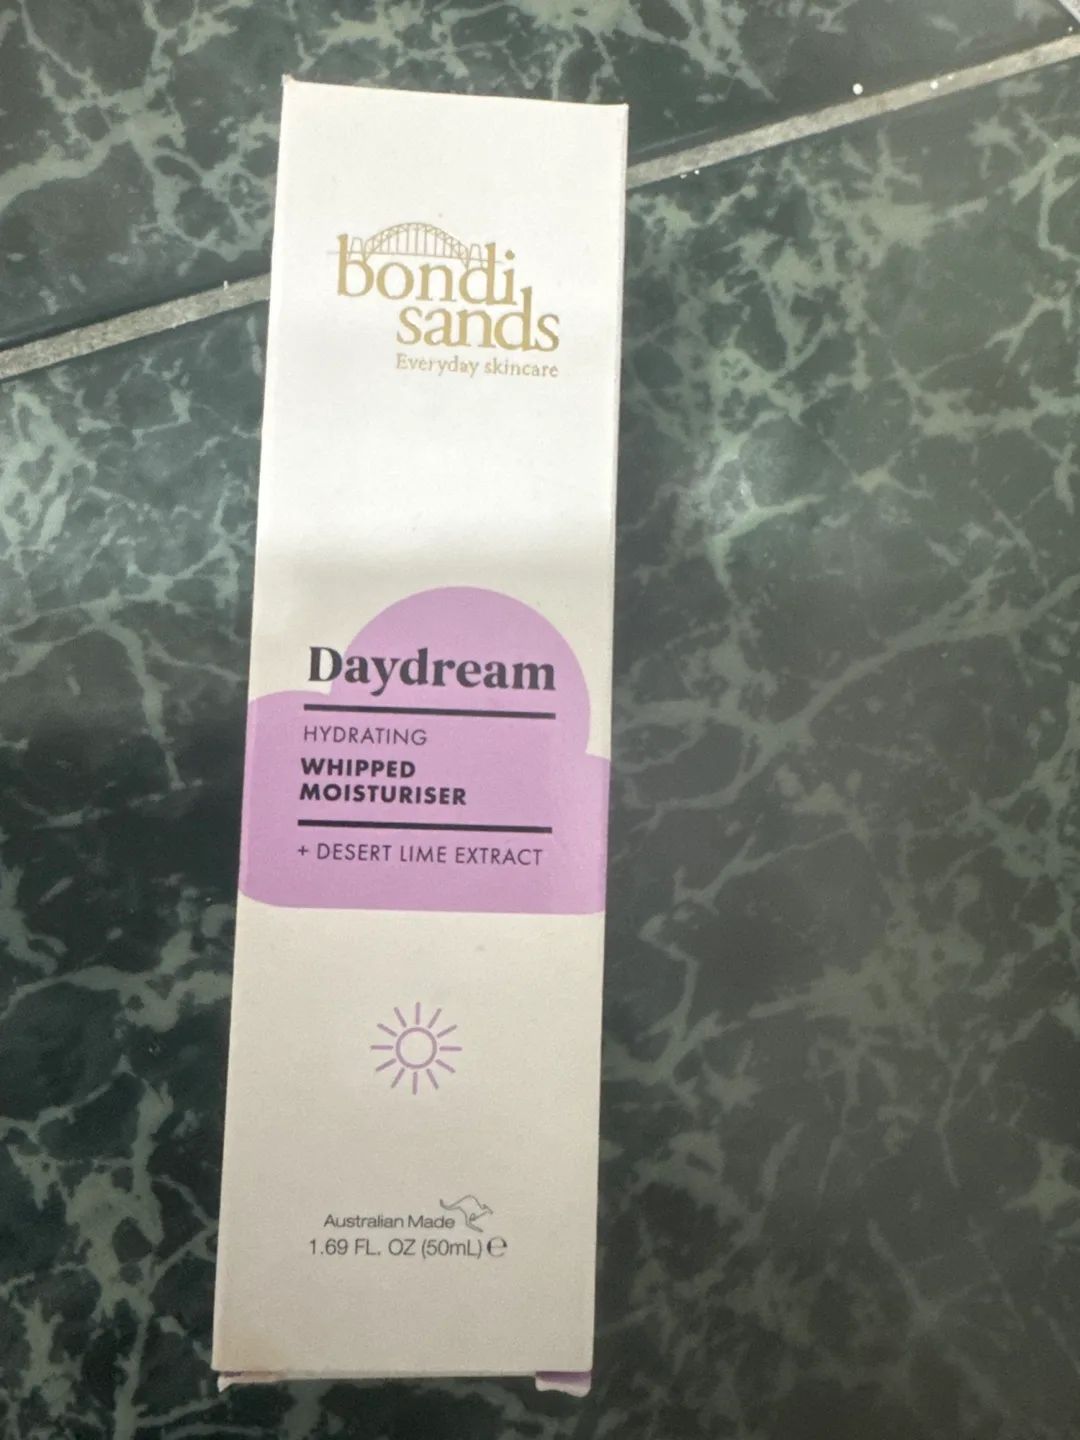 bondi
sands
Everyday skincare
Daydream
HYDRATING
WHIPPED
MOISTURISER
+ DESERT LIME EXTRACT
Australian Made
1.69 FL. OZ (50mL) ℮